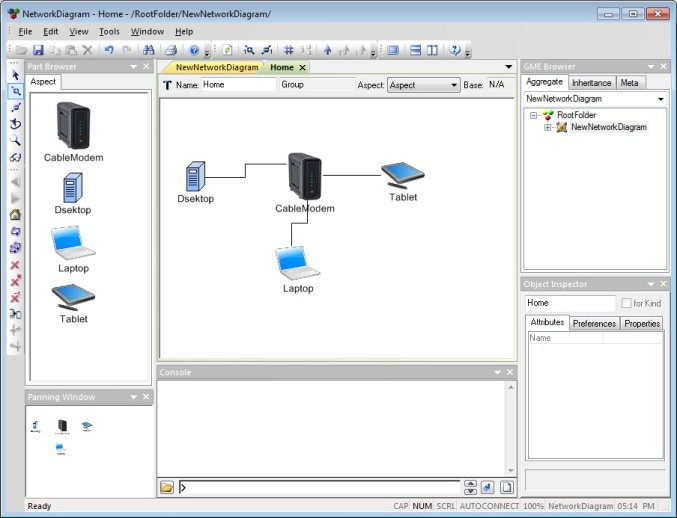 NetworkDiagram - Home - /RootFolder/NewNetworkDiagram/
File Edit View Tools Window Help
Part Browser
Aspect
CableModem
Dsektop
Laptop
Tablet
Panning Window
NewNetworkDiagram Home
Name: Home Group Aspect: Aspect Base: N/A
Dsektop
CableModem
Tablet
Laptop
Console
>
GME Browser
Aggregate Inheritance Meta
NewNetworkDiagram
RootFolder
NewNetworkDiagram
Object Inspector
Home for Kind
Attributes Preferences Properties
Name
Ready CAP NUM SCRL AUTOCONNECT 100% NetworkDiagram 05:14 PM